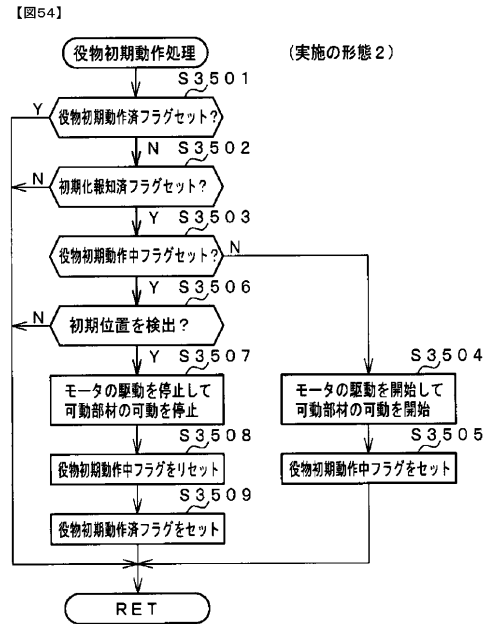 【図54】
役物初期動作処理
(実施の形態2)
S3501
Y
役物初期動作済フラグセット?
N
S3502
N
初期化報知済フラグセット?
Y
S3503
役物初期動作中フラグセット?
N
Y
S3506
N
初期位置を検出?
Y
S3507
モータの駆動を停止して
可動部材の可動を停止
S3504
モータの駆動を開始して
可動部材の可動を開始
S3508
役物初期動作中フラグをリセット
S3505
役物初期動作中フラグをセット
S3509
役物初期動作済フラグをセット
RET